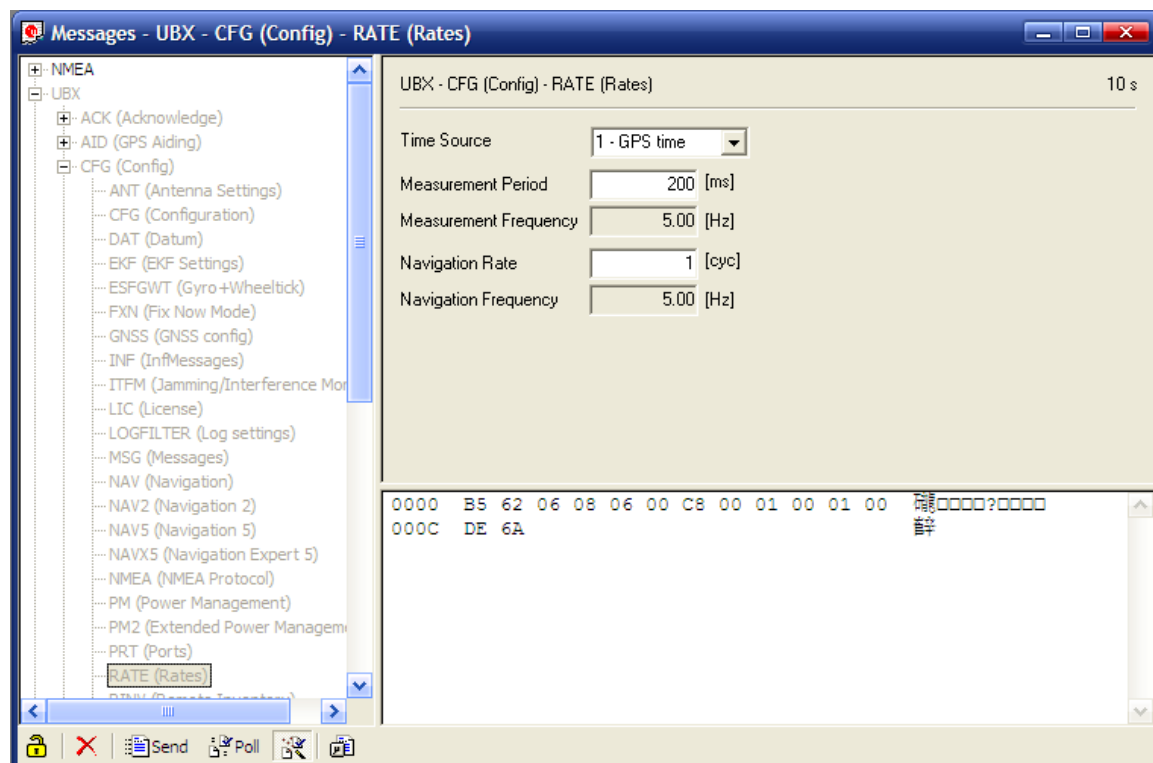 Messages - UBX - CFG (Config) - RATE (Rates)
NMEA
UBX
ACK (Acknowledge)
AID (GPS Aiding)
CFG (Config)
ANT (Antenna Settings)
CFG (Configuration)
DAT (Datum)
EKF (EKF Settings)
ESFGWT (Gyro+Wheeltick)
FXN (Fix Now Mode)
GNSS (GNSS config)
INF (InfMessages)
ITFM (Jamming/Interference Mor
LIC (License)
LOGFILTER (Log settings)
MSG (Messages)
NAV (Navigation)
NAV2 (Navigation 2)
NAV5 (Navigation 5)
NAVX5 (Navigation Expert 5)
NMEA (NMEA Protocol)
PM (Power Management)
PM2 (Extended Power Managem
PRT (Ports)
RATE (Rates)
UBX - CFG (Config) - RATE (Rates) 10 s
Time Source 1 - GPS time
Measurement Period 200 [ms]
Measurement Frequency 5.00 [Hz]
Navigation Rate 1 [cyc]
Navigation Frequency 5.00 [Hz]
0000 B5 62 06 08 06 00 C8 00 01 00 01 00 □□□□?□□□□
000C DE 6A
Send Poll